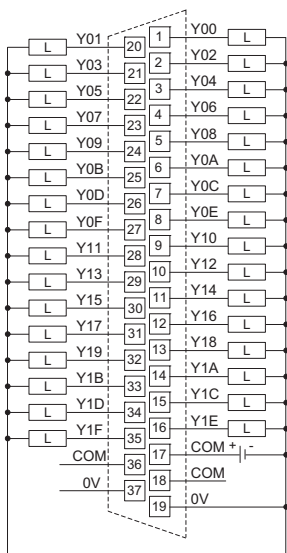 1 Y00 L
L Y01 20
2 Y02 L
L Y03 21
3 Y04 L
L Y05 22
4 Y06 L
L Y07 23
5 Y08 L
L Y09 24
6 Y0A L
L Y0B 25
7 Y0C L
L Y0D 26
8 Y0E L
L Y0F 27
9 Y10 L
L Y11 28
10 Y12 L
L Y13 29
11 Y14 L
L Y15 30
12 Y16 L
L Y17 31
13 Y18 L
L Y19 32
14 Y1A L
L Y1B 33
15 Y1C L
L Y1D 34
16 Y1E L
L Y1F 35
17 COM + -
COM 36
18 COM
0V 37
19 0V